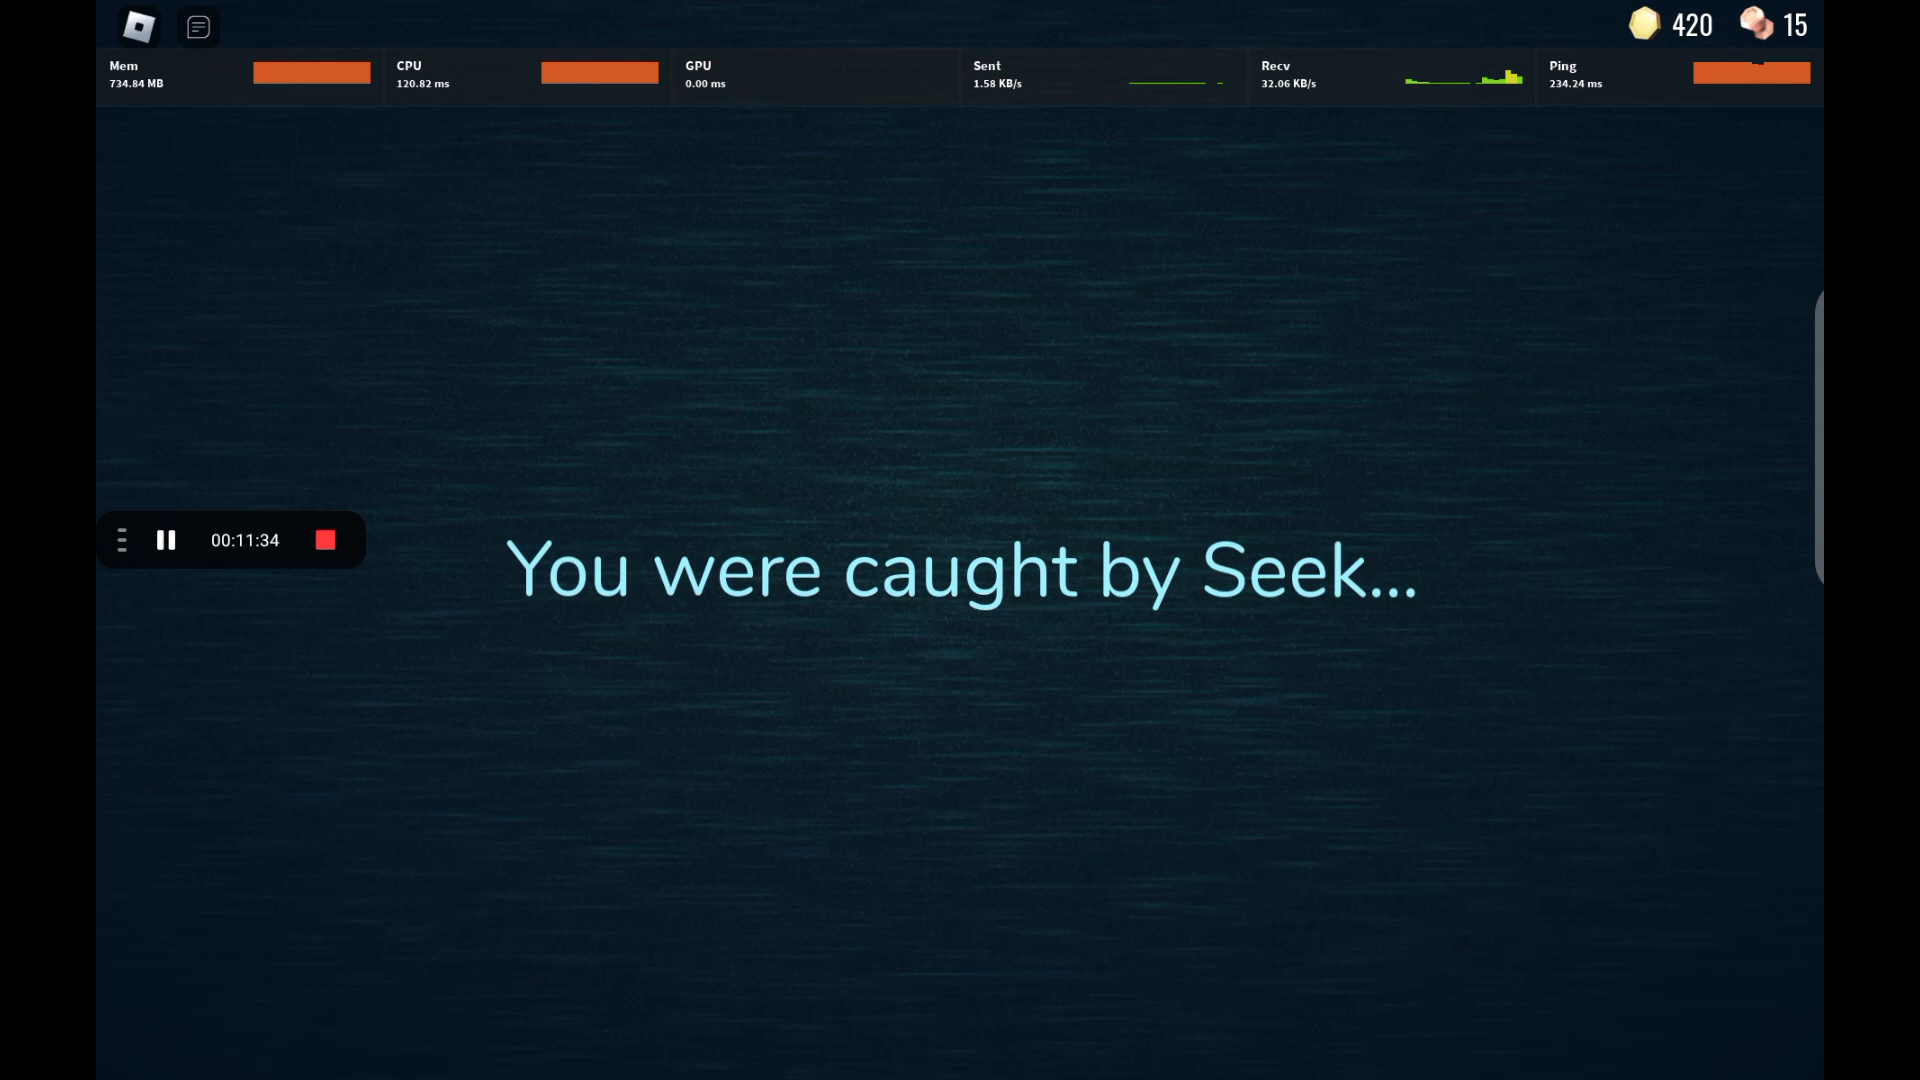 420 15
Mem CPU GPU Sent Recv Ping
734.84 MB 120.82 ms 0.00 ms 1.58 KB/s 32.06 KB/s 234.24 ms
00:11:34
You were caught by Seek...